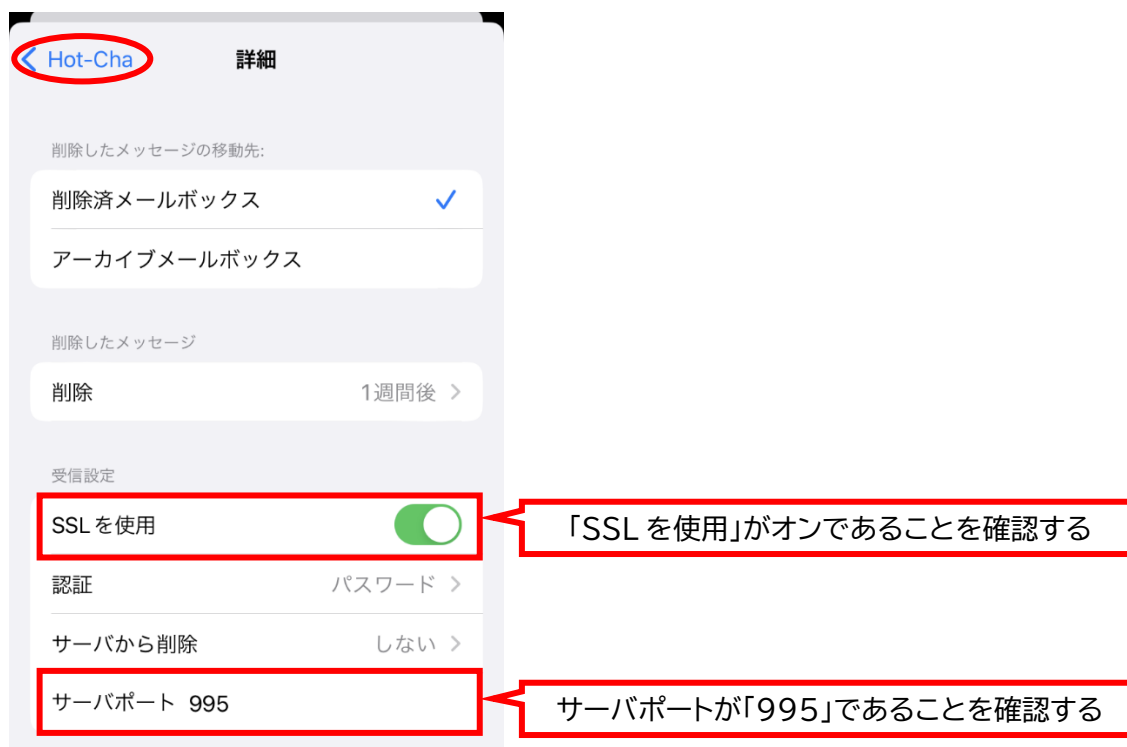 Hot-Cha 詳細
削除したメッセージの移動先:
削除済メールボックス
アーカイブメールボックス
削除したメッセージ
削除 1週間後
受信設定
SSLを使用
「SSLを使用」がオンであることを確認する
認証 パスワード
サーバから削除 しない
サーバポート 995
サーバポートが「995」であることを確認する